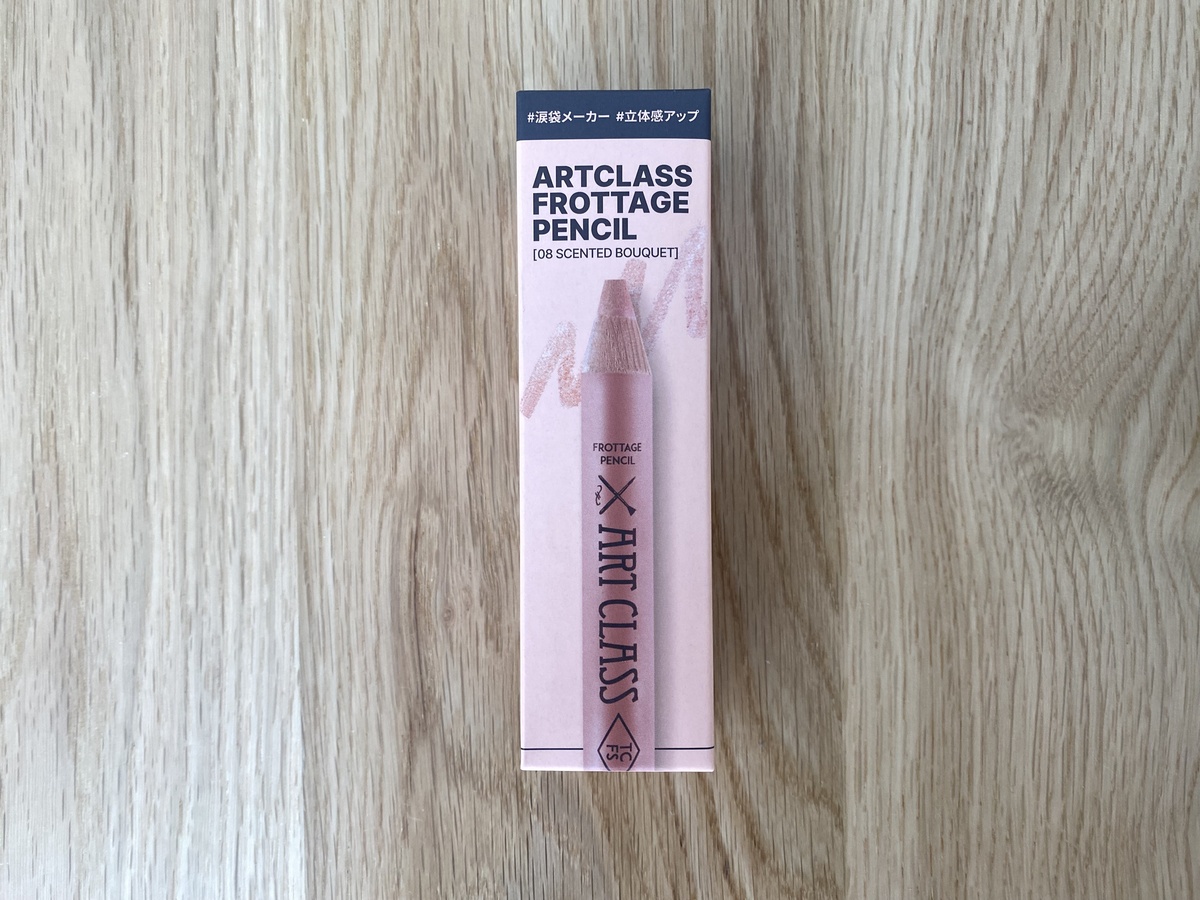 #涙袋メーカー #立体感アップ
ARTCLASS
FROTTAGE
PENCIL
[08 SCENTED BOUQUET]
FROTTAGE
PENCIL
ART CLASS
TC
FS